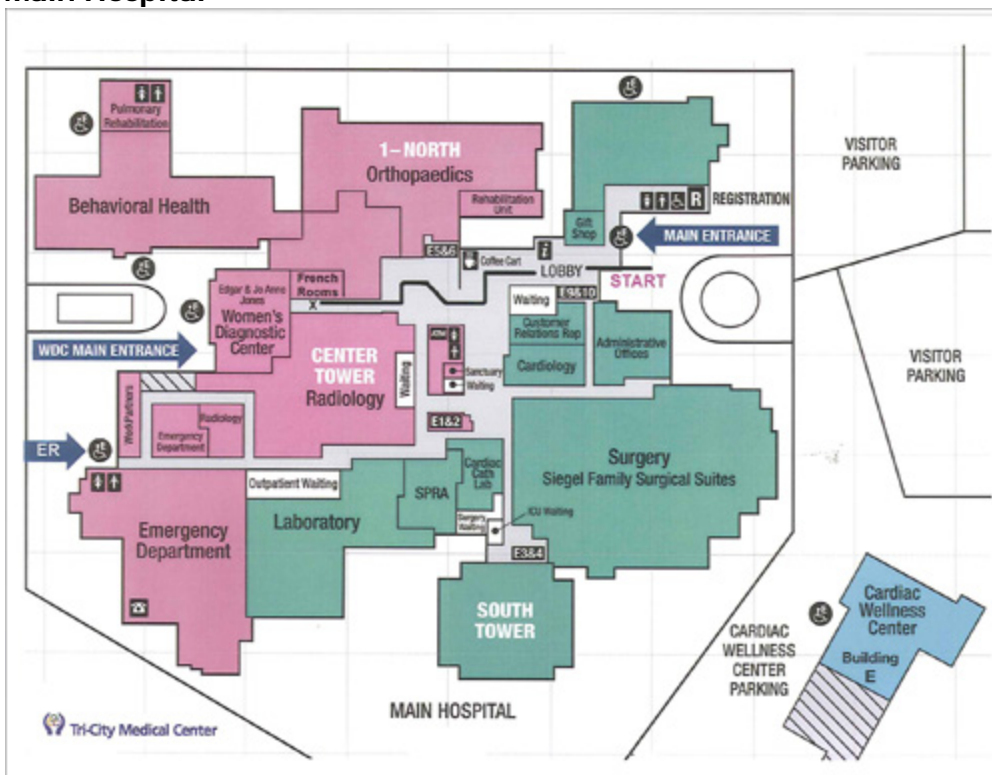 Main Hospital
Pulmonary
Rehabilitation
Behavioral Health
1–NORTH
Orthopaedics
Rehabilitation
Unit
E5&6
Coffee Cart
i
Gift
Shop
R
REGISTRATION
MAIN ENTRANCE
LOBBY
START
VISITOR
PARKING
VISITOR
PARKING
Edgar & Jo Anne
Jones
Women's
Diagnostic
Center
French
Rooms
X
WDC MAIN ENTRANCE
CENTER
TOWER
Radiology
Waiting
ATM
Sanctuary
Waiting
E1&2
Waiting
E9&10
Customer
Relations Rep
Cardiology
Administrative
Offices
WorkPartners
Radiology
Emergency
Department
ER
Emergency
Department
Outpatient Waiting
Laboratory
SPRA
Cardiac
Cath
Lab
Surgery
Waiting
ICU Waiting
E3&4
Surgery
Siegel Family Surgical Suites
SOUTH
TOWER
MAIN HOSPITAL
CARDIAC
WELLNESS
CENTER
PARKING
Cardiac
Wellness
Center
Building
E
Tri-City Medical Center